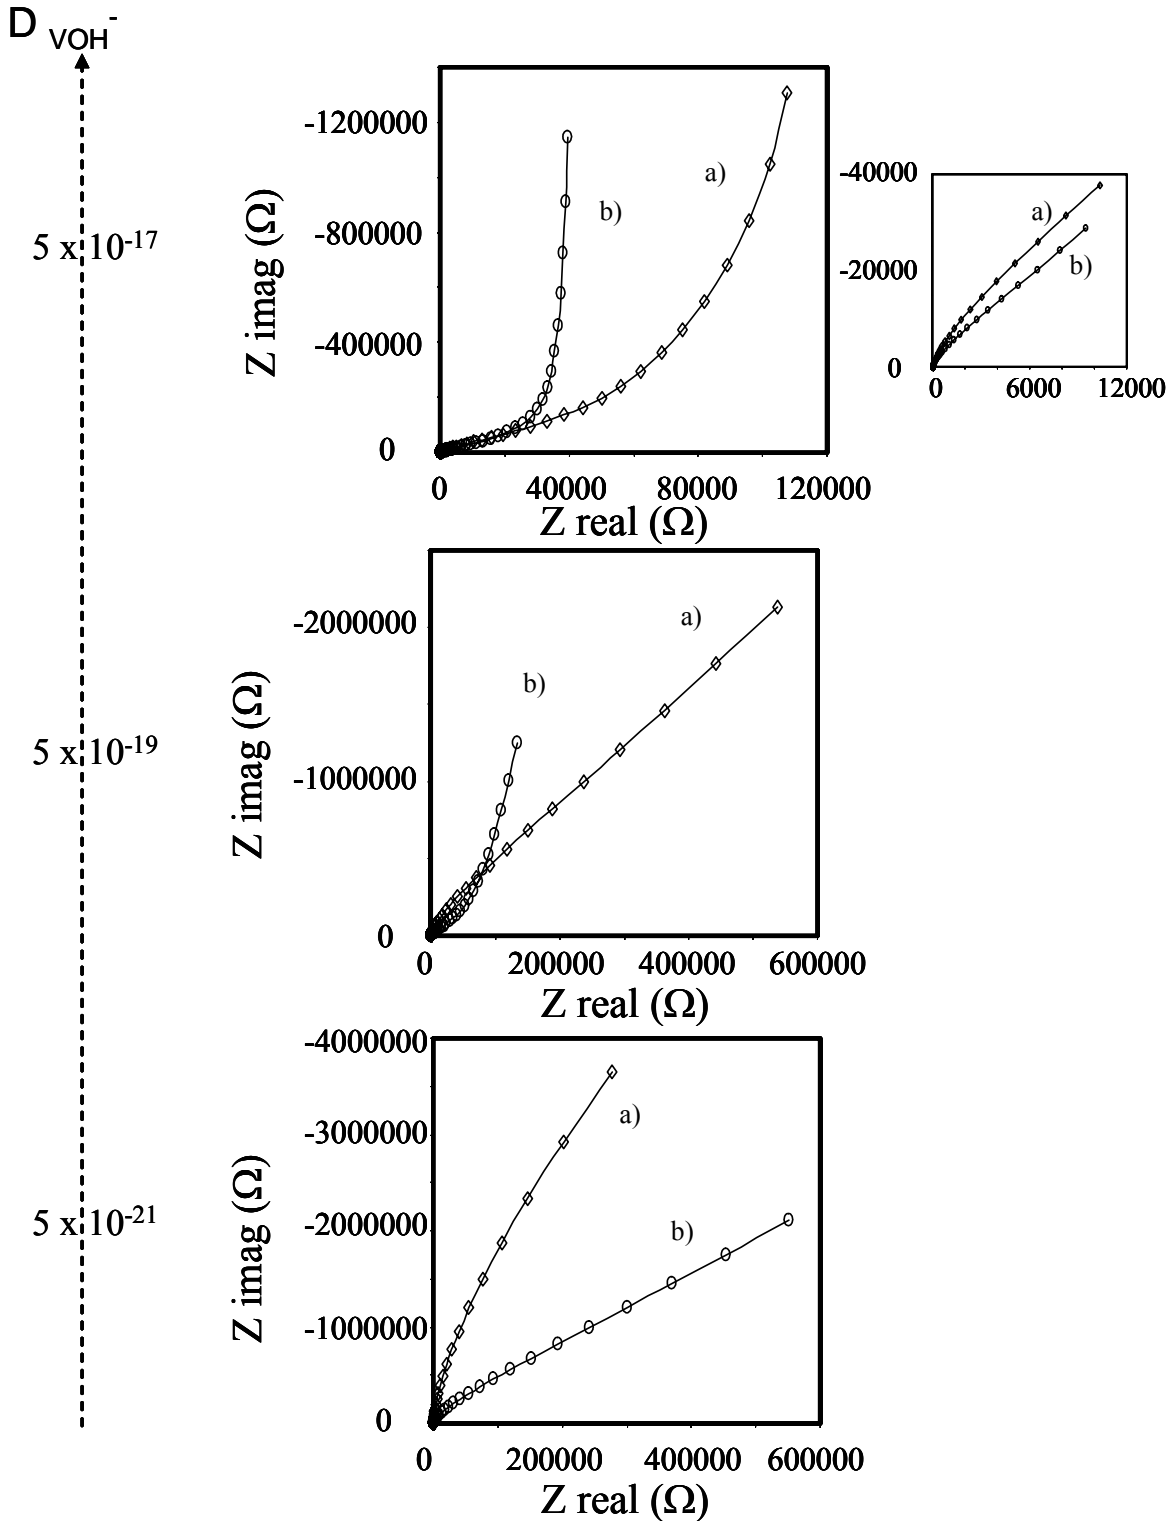 D VOH-
5 x 10-17
Z imag (Ω)
-1200000
-800000
-400000
0
a)
b)
0 40000 80000 120000
Z real (Ω)
-40000
-20000
0
a)
b)
0 6000 12000
5 x 10-19
Z imag (Ω)
-2000000
-1000000
0
a)
b)
0 200000 400000 600000
Z real (Ω)
5 x 10-21
Z imag (Ω)
-4000000
-3000000
-2000000
-1000000
0
a)
b)
0 200000 400000 600000
Z real (Ω)